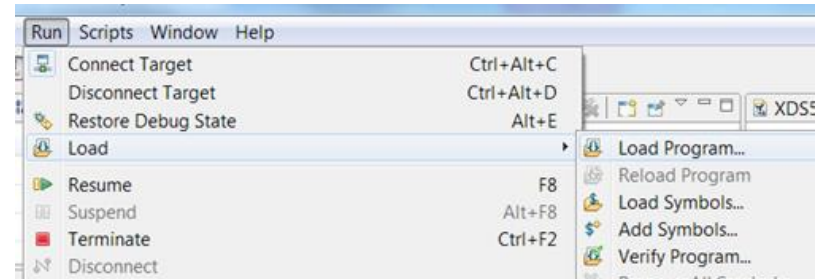 Run Scripts Window Help
Connect Target Ctrl+Alt+C
Disconnect Target Ctrl+Alt+D
Restore Debug State Alt+E
XDS5
Load
Load Program...
Resume F8
Reload Program
Load Symbols...
Suspend Alt+F8
Add Symbols...
Terminate Ctrl+F2
Verify Program...
Disconnect